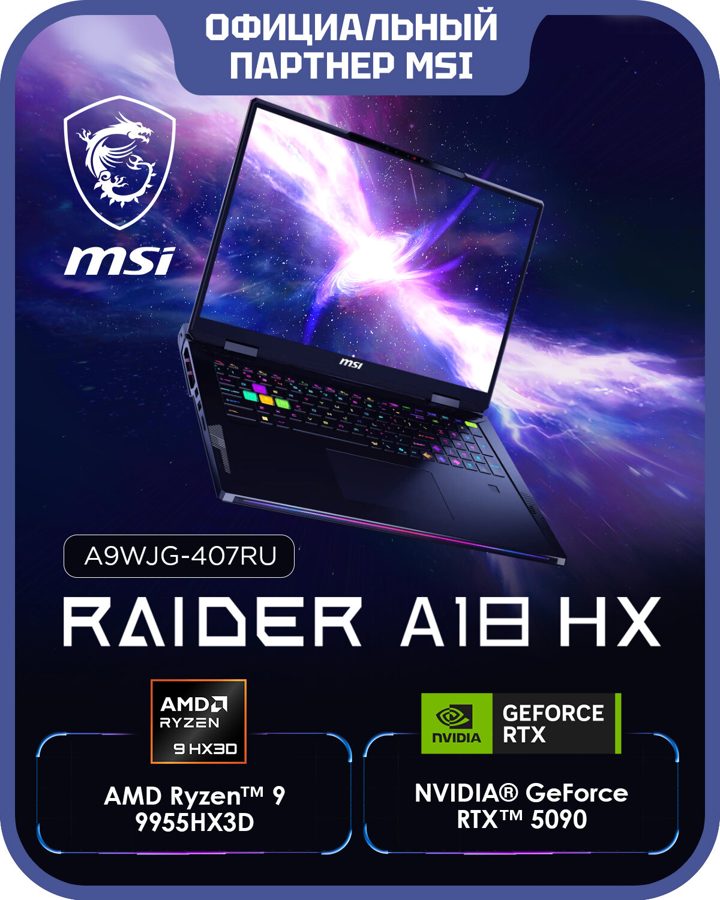 ОФИЦИАЛЬНЫЙ
ПАРТНЕР MSI
msi
msi
A9WJG-407RU
RAIDER A18 HX
AMD
RYZEN
9 HX3D
AMD Ryzen™ 9
9955HX3D
NVIDIA
GEFORCE
RTX
NVIDIA® GeForce
RTX™ 5090